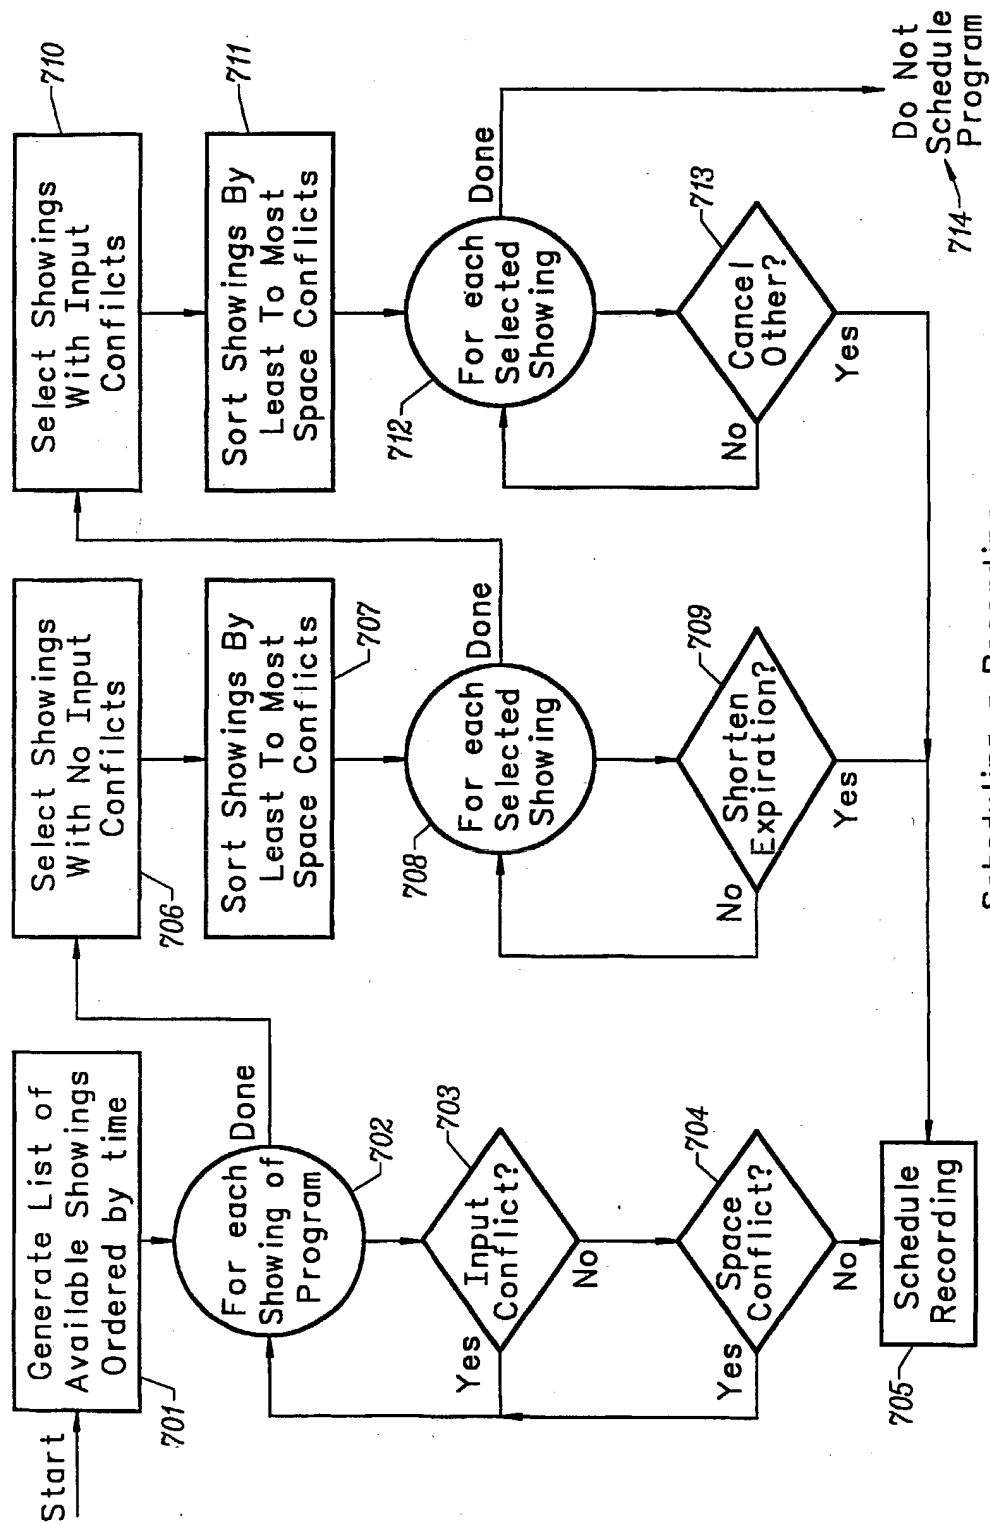 Start
Generate List of
Available Showings
Ordered by time
701
For each
Showing of
Program
702
Done
Input
Conflict?
703
Yes
No
Space
Conflict?
704
Yes
No
Schedule
Recording
705
Select Showings
With No Input
Confilcts
706
Sort Showings By
Least To Most
Space Conflicts
707
For each
Selected
Showing
708
Done
Shorten
Expiration?
709
No
Yes
Select Showings
With Input
Confilcts
710
Sort Showings By
Least To Most
Space Conflicts
711
For each
Selected
Showing
712
Done
Cancel
Other?
713
No
Yes
Do Not
Schedule
Program
714